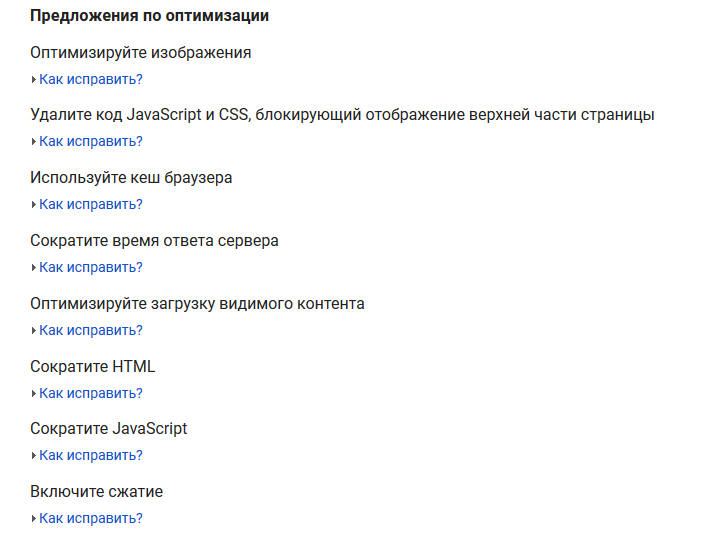 Предложения по оптимизации
Оптимизируйте изображения
Как исправить?
Удалите код JavaScript и CSS, блокирующий отображение верхней части страницы
Как исправить?
Используйте кеш браузера
Как исправить?
Сократите время ответа сервера
Как исправить?
Оптимизируйте загрузку видимого контента
Как исправить?
Сократите HTML
Как исправить?
Сократите JavaScript
Как исправить?
Включите сжатие
Как исправить?